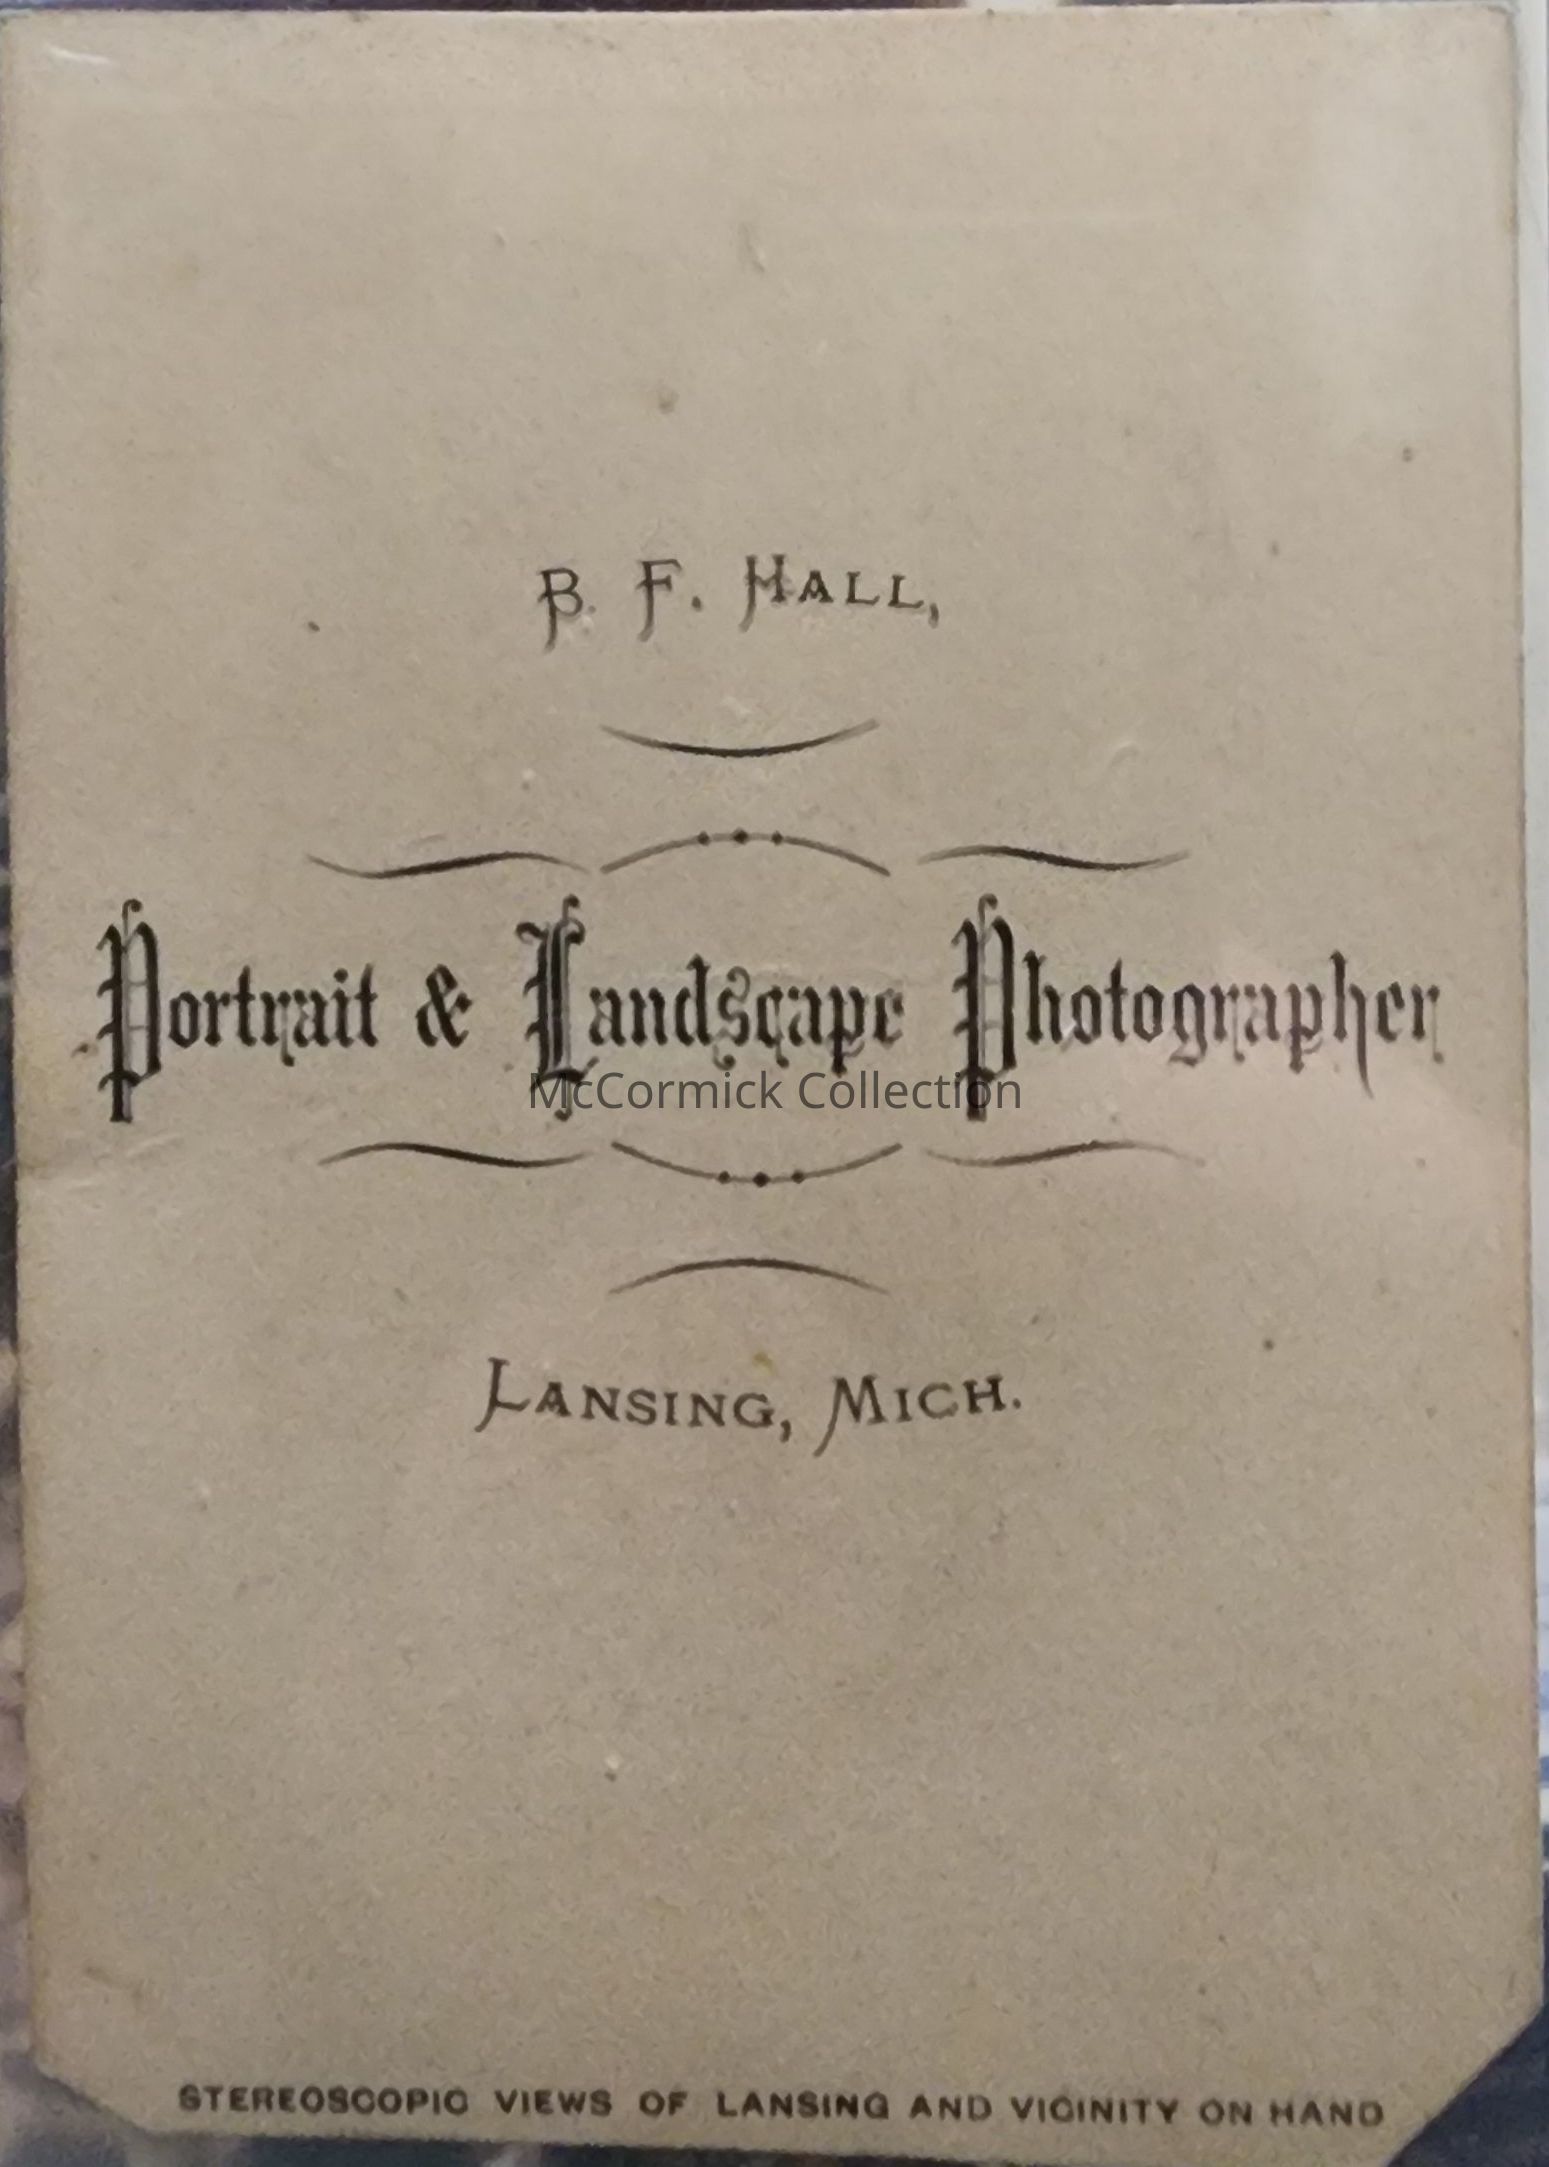 B. F. HALL,
Portrait & Landscape Photographer
McCormick Collection
LANSING, MICH.
STEREOSCOPIC VIEWS OF LANSING AND VICINITY ON HAND